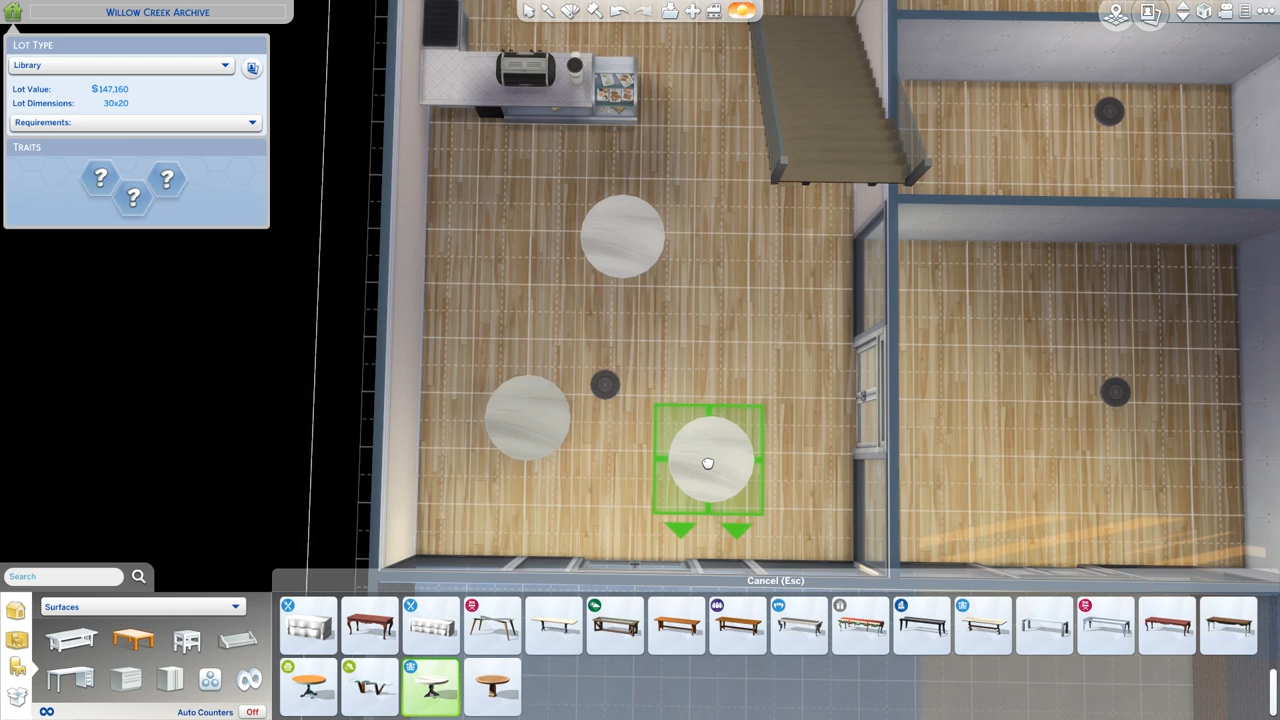 WILLOW CREEK ARCHIVE
LOT TYPE
Library
Lot Value: §147,160
Lot Dimensions: 30x20
Requirements:
TRAITS
? ? ?
Cancel (Esc)
Search
Surfaces
Auto Counters Off